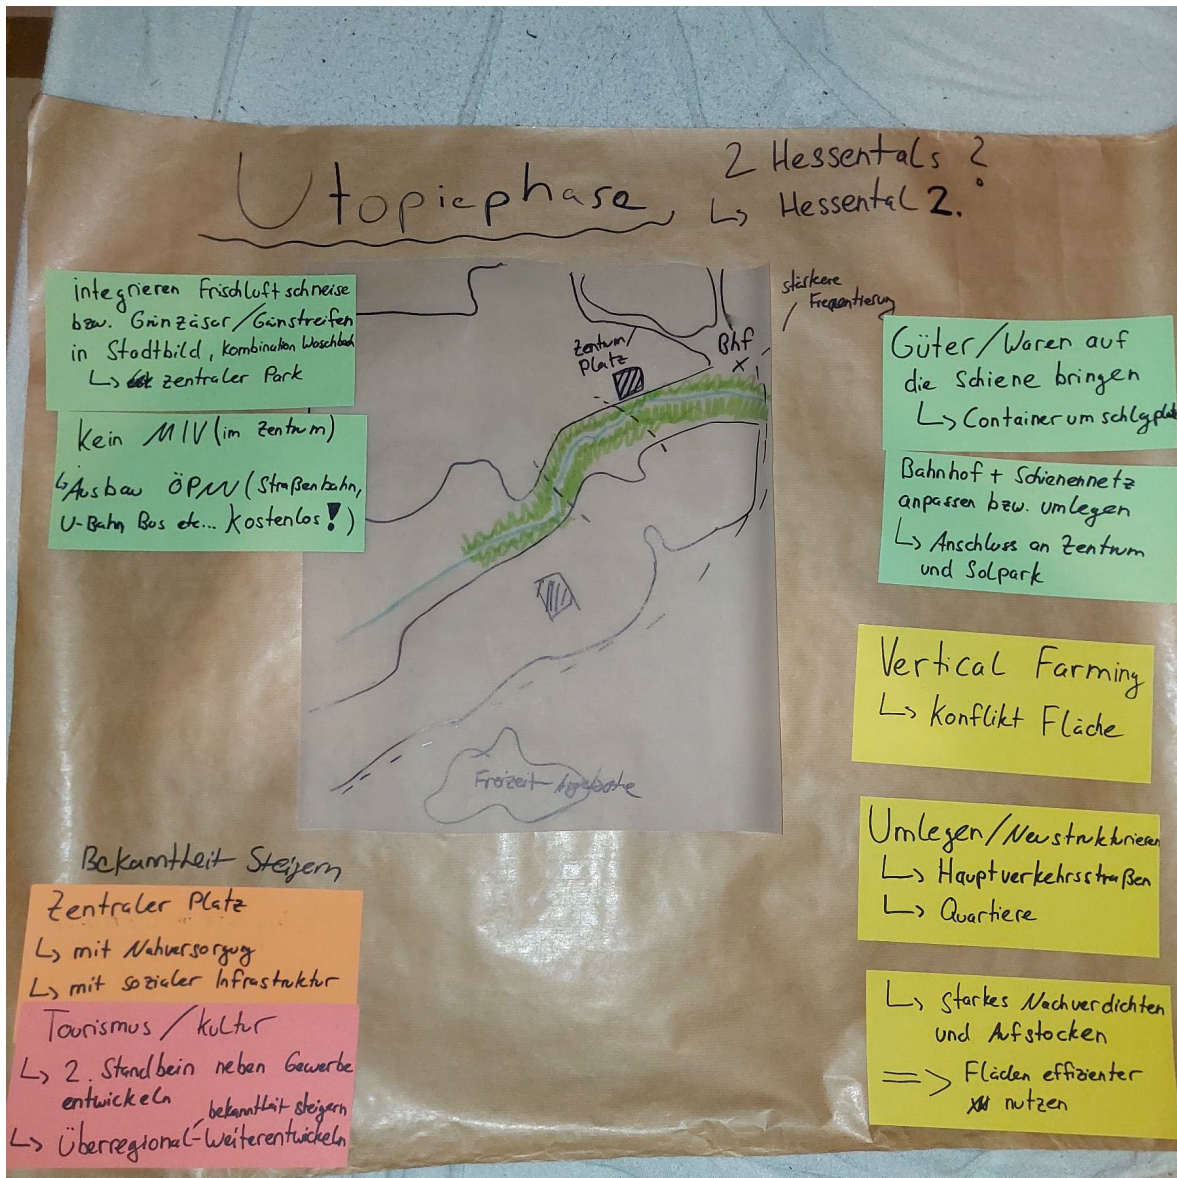 Utopiephase
2 Hessentals ?
↳ Hessental 2.
integrieren Frischluftschneise
bzw. Grünzäsur/Grünstreifen
in Stadtbild, Kombination Waschbach
↳ zentraler Park
Kein MIV (im Zentrum)
↳ Ausbau ÖPNV (Straßenbahn,
U-Bahn Bus etc... kostenlos!)
Zentrum/
Platz
Bhf
x
Freizeit-Angebote
stärkere
Frequentierung
Güter/Waren auf
die Schiene bringen
↳ Containerumschlagplatz
Bahnhof + Schienennetz
anpassen bzw. umlegen
↳ Anschluss an Zentrum
und Solpark
Vertical Farming
↳ Konflikt Fläche
Umlegen/Neustrukturieren
↳ Hauptverkehrsstraßen
↳ Quartiere
↳ starkes Nachverdichten
und Aufstocken
=> Flächen effizienter
nutzen
Bekanntheit Steigern
Zentraler Platz
↳ mit Nahversorgung
↳ mit sozialer Infrastruktur
Tourismus/Kultur
↳ 2. Standbein neben Gewerbe
entwickeln
bekanntheit steigern
↳ Überregional-Weiterentwickeln